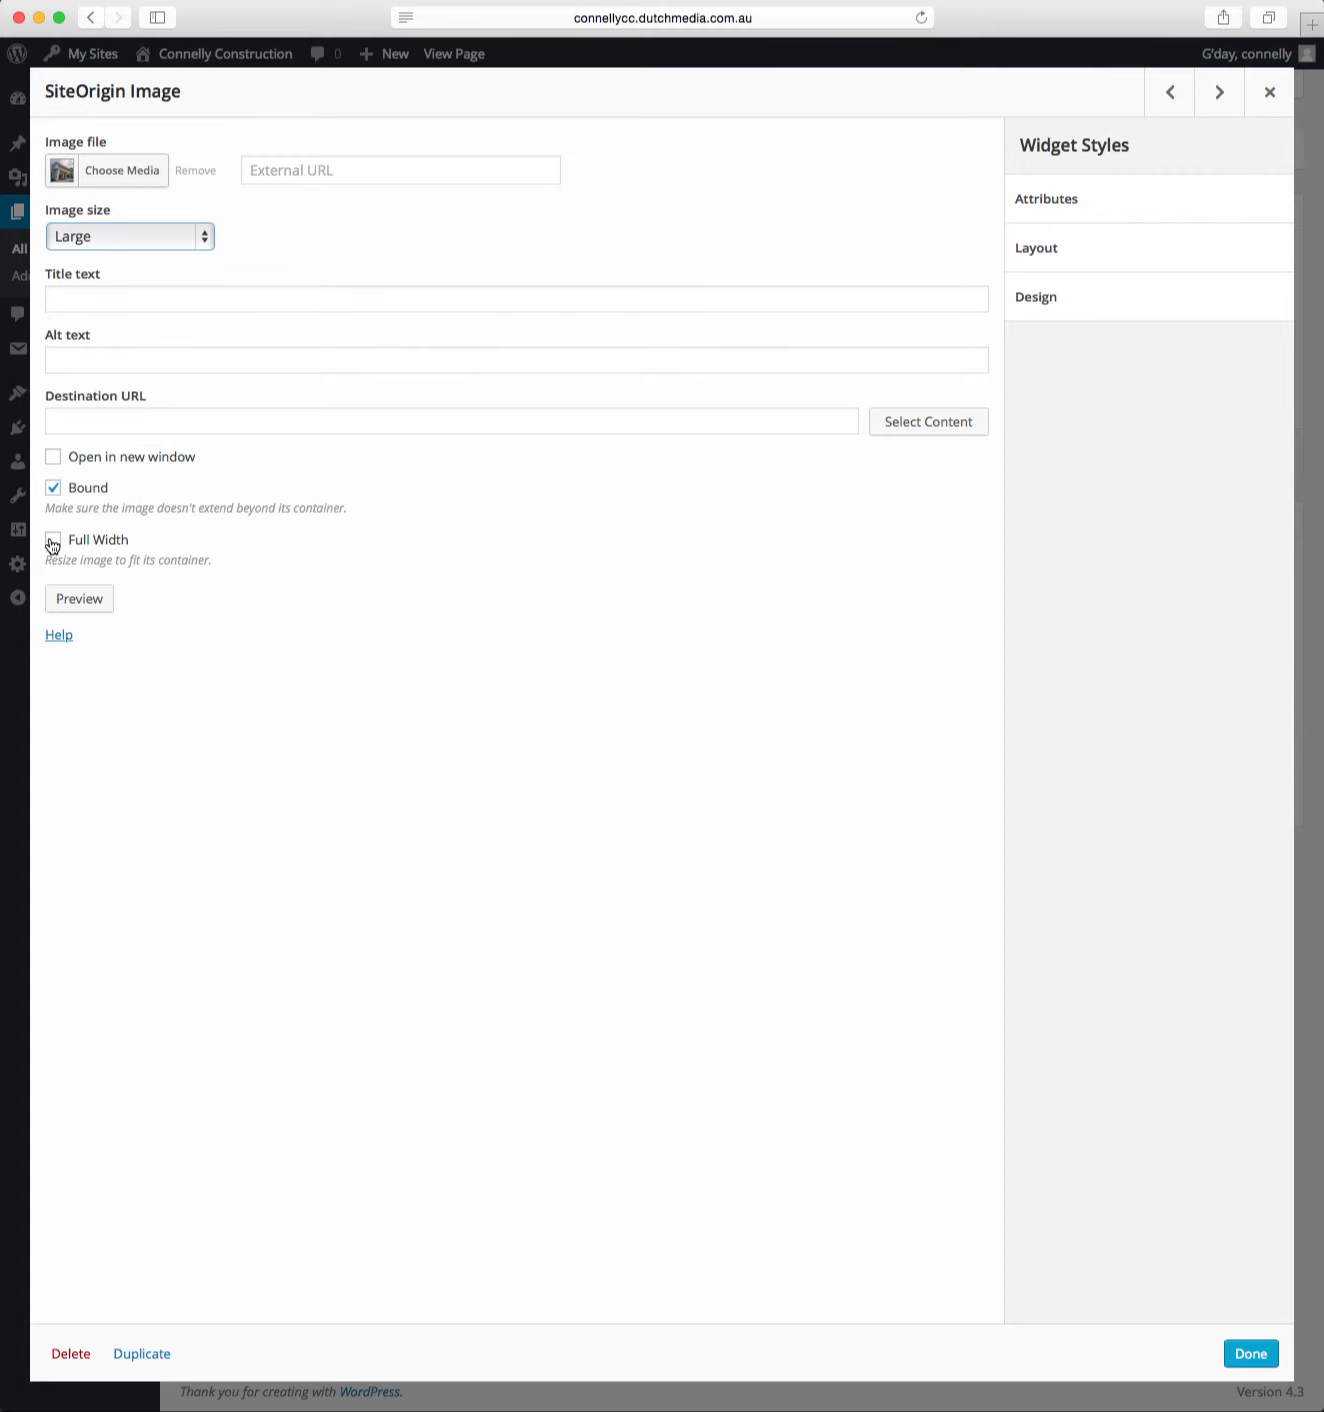 connellycc.dutchmedia.com.au
My Sites Connelly Construction 0 New View Page G'day, connelly
SiteOrigin Image
Image file
Choose Media Remove External URL
Image size
Large
Title text
Alt text
Destination URL
Select Content
Open in new window
Bound
Make sure the image doesn't extend beyond its container.
Full Width
Resize image to fit its container.
Preview
Help
Widget Styles
Attributes
Layout
Design
All
Ad
Delete Duplicate Done
Thank you for creating with WordPress. Version 4.3